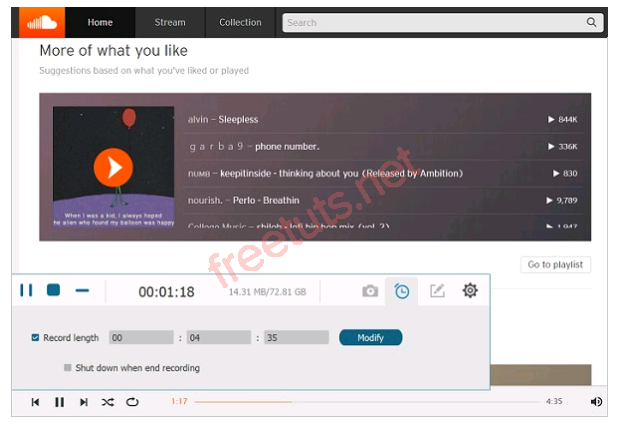 Home Stream Collection Search
More of what you like
Suggestions based on what you've liked or played
alvin – Sleepless 844K
g a r b a 9 – phone number. 336K
NUMB – keepitinside - thinking about you (Released by Ambition) 830
nourish. – Perlo - Breathin 9,789
College Music – shiloh - lofi hip hop mix (vol. 2) 1,947
When I was a kid, I always hoped
he alien who found my balloon was happy
freetuts.net
Go to playlist
00:01:18 14.31 MB/72.81 GB
Record length 00 : 04 : 35 Modify
Shut down when end recording
1:17 4:35